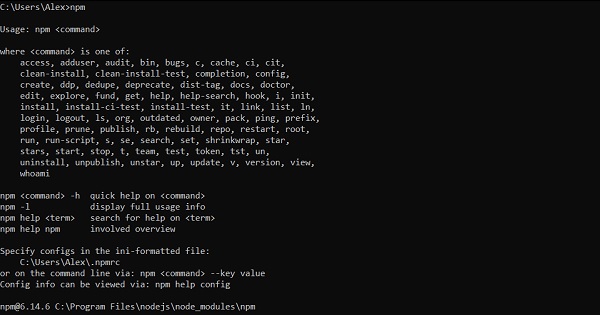 C:\Users\Alex>npm
Usage: npm <command>
where <command> is one of:
access, adduser, audit, bin, bugs, c, cache, ci, cit,
clean-install, clean-install-test, completion, config,
create, ddp, dedupe, deprecate, dist-tag, docs, doctor,
edit, explore, fund, get, help, help-search, hook, i, init,
install, install-ci-test, install-test, it, link, list, ln,
login, logout, ls, org, outdated, owner, pack, ping, prefix,
profile, prune, publish, rb, rebuild, repo, restart, root,
run, run-script, s, se, search, set, shrinkwrap, star,
stars, start, stop, t, team, test, token, tst, un,
uninstall, unpublish, unstar, up, update, v, version, view,
whoami
npm <command> -h  quick help on <command>
npm -l            display full usage info
npm help <term>   search for help on <term>
npm help npm      involved overview
Specify configs in the ini-formatted file:
C:\Users\Alex\.npmrc
or on the command line via: npm <command> --key value
Config info can be viewed via: npm help config
npm@6.14.6 C:\Program Files\nodejs\node_modules\npm